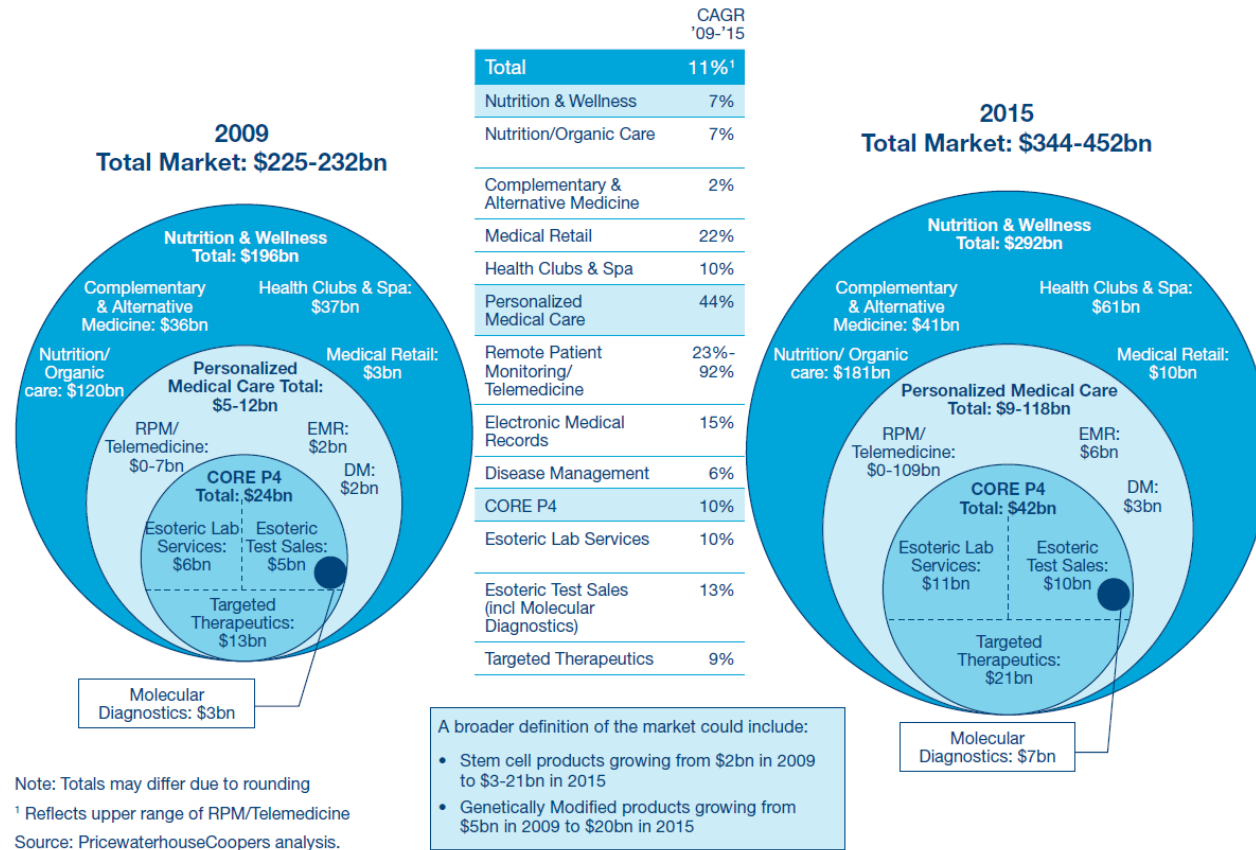 2009
Total Market: $225-232bn
Nutrition & Wellness
Total: $196bn
Complementary
& Alternative
Medicine: $36bn
Health Clubs & Spa:
$37bn
Nutrition/
Organic
care: $120bn
Medical Retail:
$3bn
Personalized
Medical Care Total:
$5-12bn
RPM/
Telemedicine:
$0-7bn
EMR:
$2bn
DM:
$2bn
CORE P4
Total: $24bn
Esoteric Lab
Services:
$6bn
Esoteric
Test Sales:
$5bn
Targeted
Therapeutics:
$13bn
Molecular
Diagnostics: $3bn
CAGR
’09-’15
Total 11%¹
Nutrition & Wellness 7%
Nutrition/Organic Care 7%
Complementary & 2%
Alternative Medicine
Medical Retail 22%
Health Clubs & Spa 10%
Personalized 44%
Medical Care
Remote Patient 23%-
Monitoring/ 92%
Telemedicine
Electronic Medical 15%
Records
Disease Management 6%
CORE P4 10%
Esoteric Lab Services 10%
Esoteric Test Sales 13%
(incl Molecular
Diagnostics)
Targeted Therapeutics 9%
2015
Total Market: $344-452bn
Nutrition & Wellness
Total: $292bn
Complementary
& Alternative
Medicine: $41bn
Health Clubs & Spa:
$61bn
Nutrition/ Organic
care: $181bn
Medical Retail:
$10bn
Personalized Medical Care
Total: $9-118bn
RPM/
Telemedicine:
$0-109bn
EMR:
$6bn
DM:
$3bn
CORE P4
Total: $42bn
Esoteric Lab
Services:
$11bn
Esoteric
Test Sales:
$10bn
Targeted
Therapeutics:
$21bn
Molecular
Diagnostics: $7bn
A broader definition of the market could include:
• Stem cell products growing from $2bn in 2009
to $3-21bn in 2015
• Genetically Modified products growing from
$5bn in 2009 to $20bn in 2015
Note: Totals may differ due to rounding
¹ Reflects upper range of RPM/Telemedicine
Source: PricewaterhouseCoopers analysis.